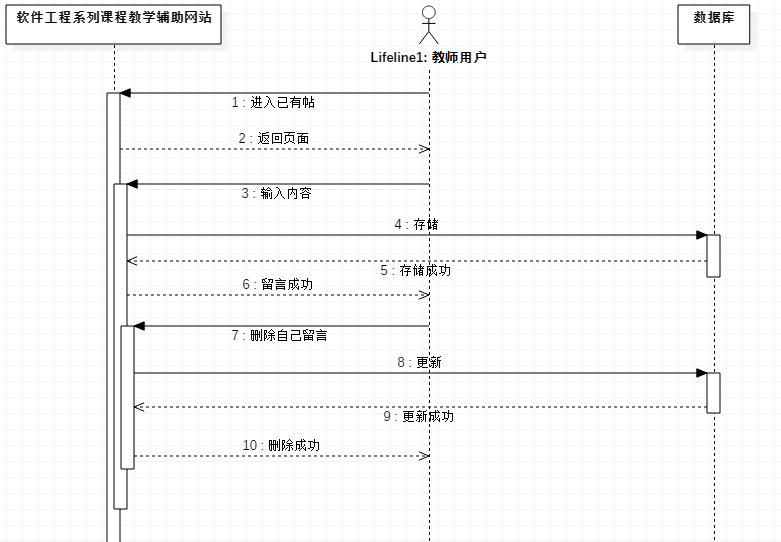 软件工程系列课程教学辅助网站
Lifeline1: 教师用户
数据库
1 : 进入已有帖
2 : 返回页面
3 : 输入内容
4 : 存储
5 : 存储成功
6 : 留言成功
7 : 删除自己留言
8 : 更新
9 : 更新成功
10 : 删除成功